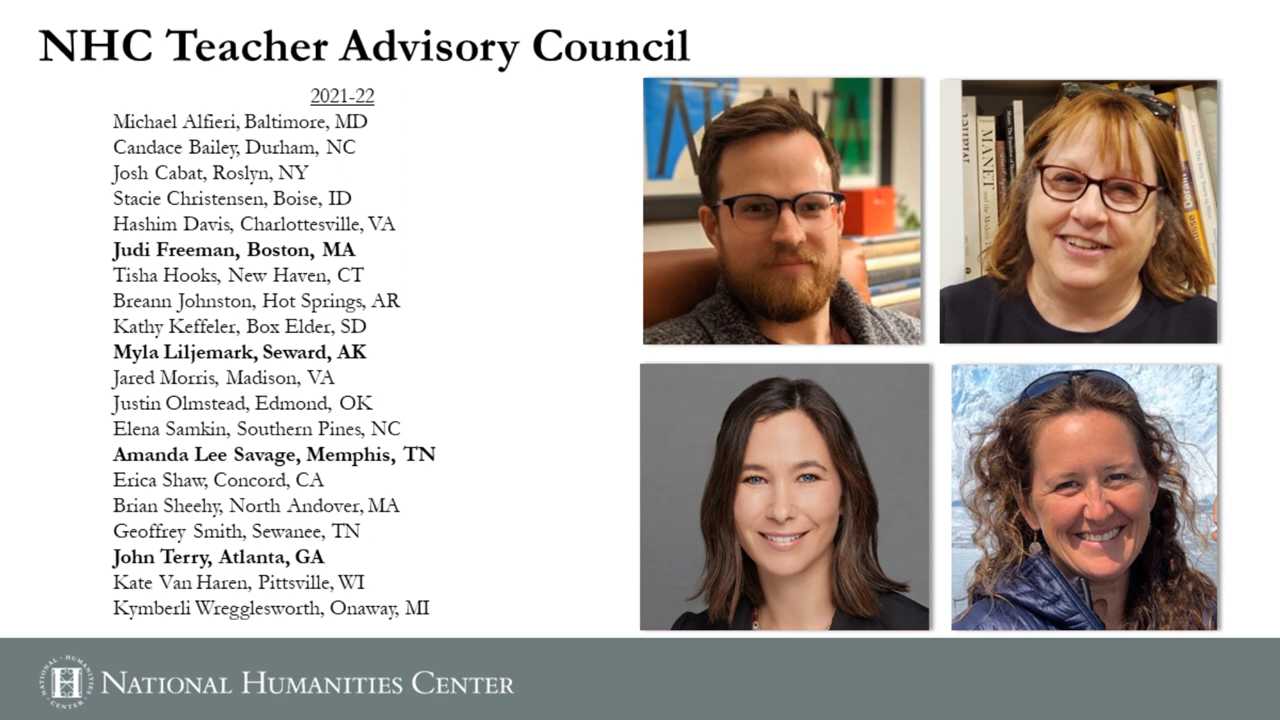 NHC Teacher Advisory Council
2021-22
Michael Alfieri, Baltimore, MD
Candace Bailey, Durham, NC
Josh Cabat, Roslyn, NY
Stacie Christensen, Boise, ID
Hashim Davis, Charlottesville, VA
Judi Freeman, Boston, MA
Tisha Hooks, New Haven, CT
Breann Johnston, Hot Springs, AR
Kathy Keffeler, Box Elder, SD
Myla Liljemark, Seward, AK
Jared Morris, Madison, VA
Justin Olmstead, Edmond, OK
Elena Samkin, Southern Pines, NC
Amanda Lee Savage, Memphis, TN
Erica Shaw, Concord, CA
Brian Sheehy, North Andover, MA
Geoffrey Smith, Sewanee, TN
John Terry, Atlanta, GA
Kate Van Haren, Pittsville, WI
Kymberli Wregglesworth, Onaway, MI
ATLANTA
Manet
MANET
NATIONAL HUMANITIES CENTER
NATIONAL HUMANITIES CENTER